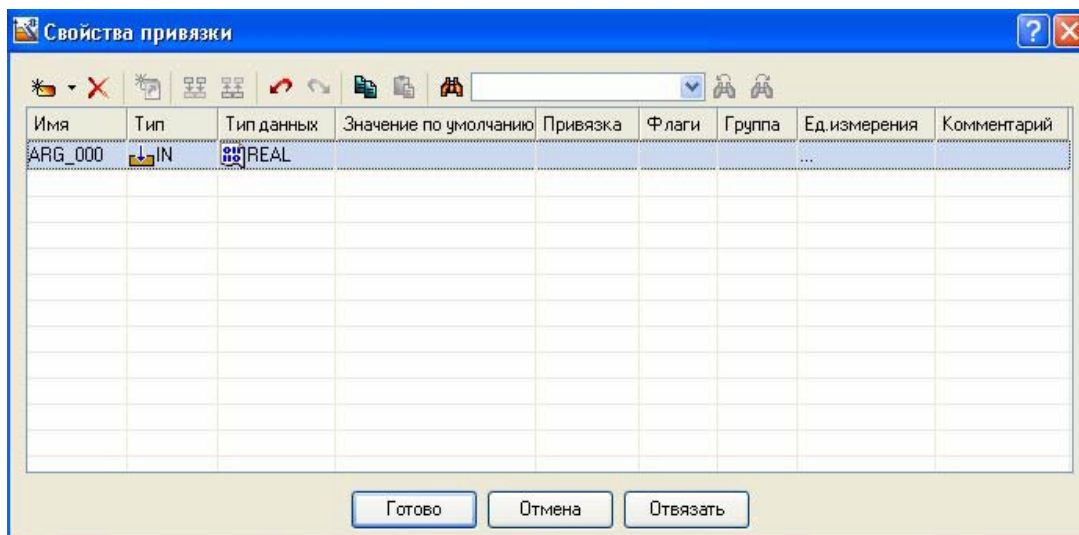 Свойства привязки
Имя Тип Тип данных Значение по умолчанию Привязка Флаги Группа Ед.измерения Комментарий
ARG_000 IN REAL ...
Готово Отмена Отвязать